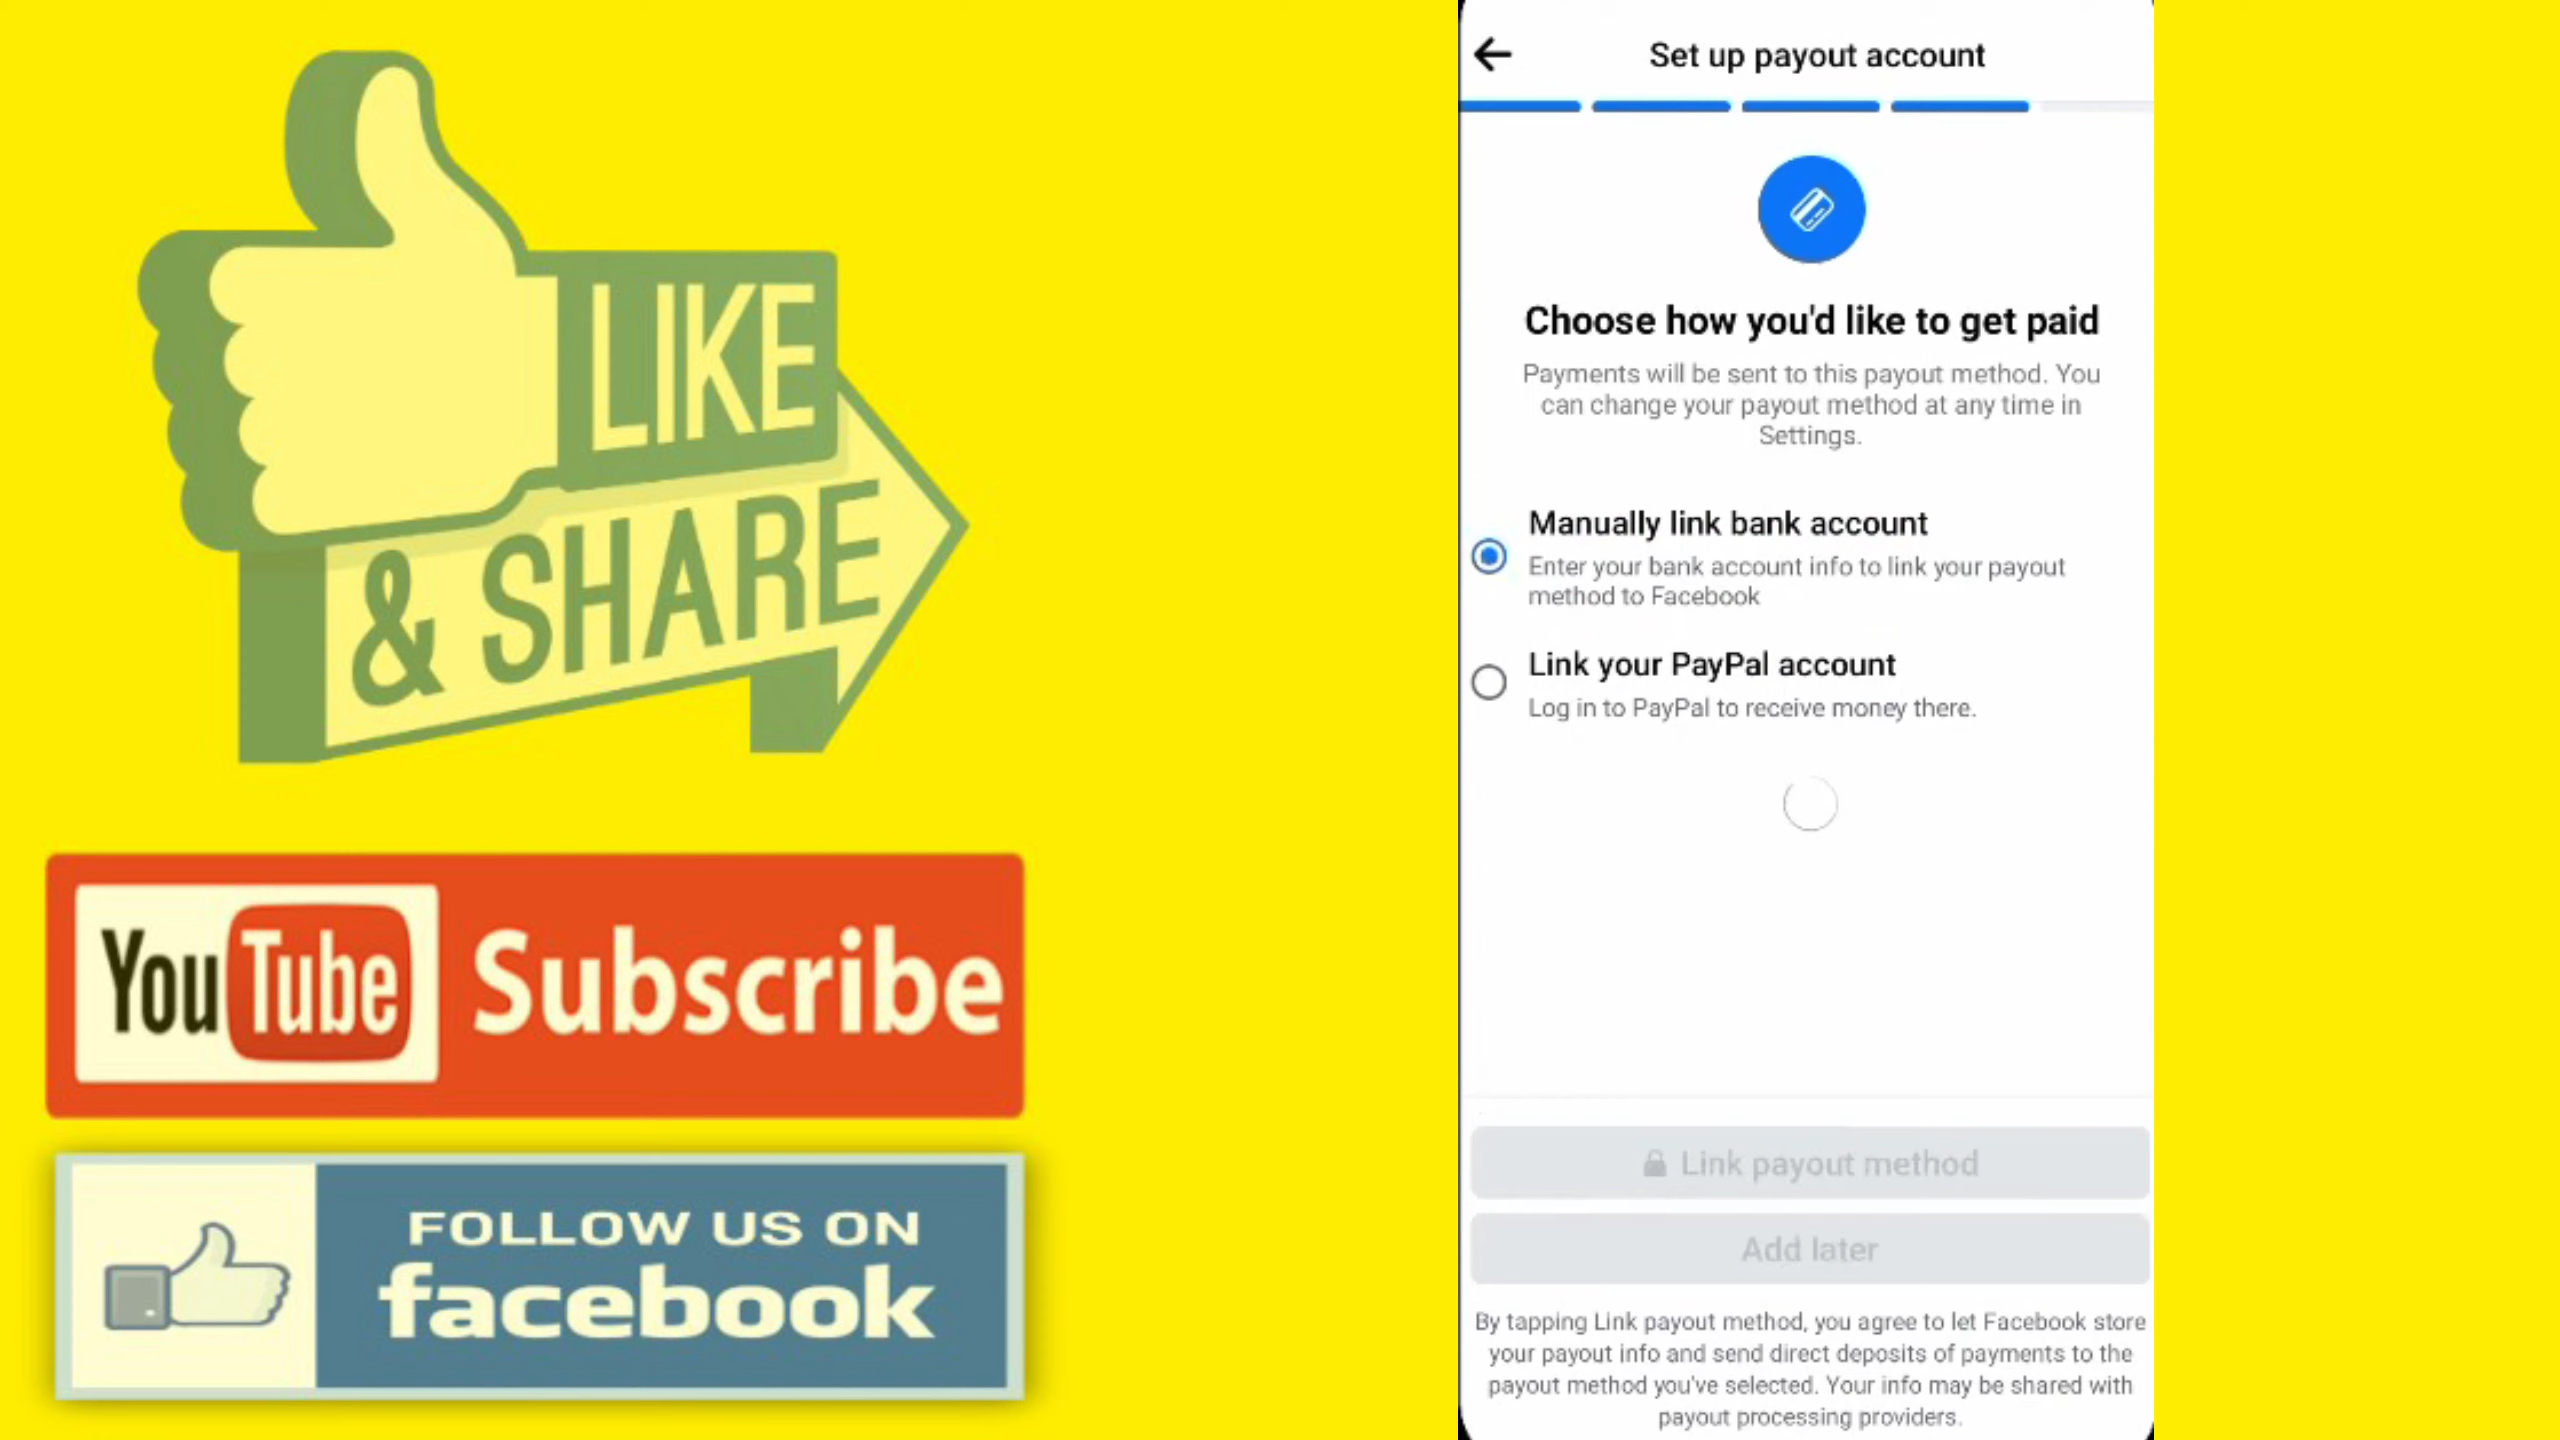 LIKE
& SHARE
YouTube Subscribe
FOLLOW US ON
facebook
Set up payout account
Choose how you'd like to get paid
Payments will be sent to this payout method. You
can change your payout method at any time in
Settings.
Manually link bank account
Enter your bank account info to link your payout
method to Facebook
Link your PayPal account
Log in to PayPal to receive money there.
Link payout method
Add later
By tapping Link payout method, you agree to let Facebook store
your payout info and send direct deposits of payments to the
payout method you've selected. Your info may be shared with
payout processing providers.